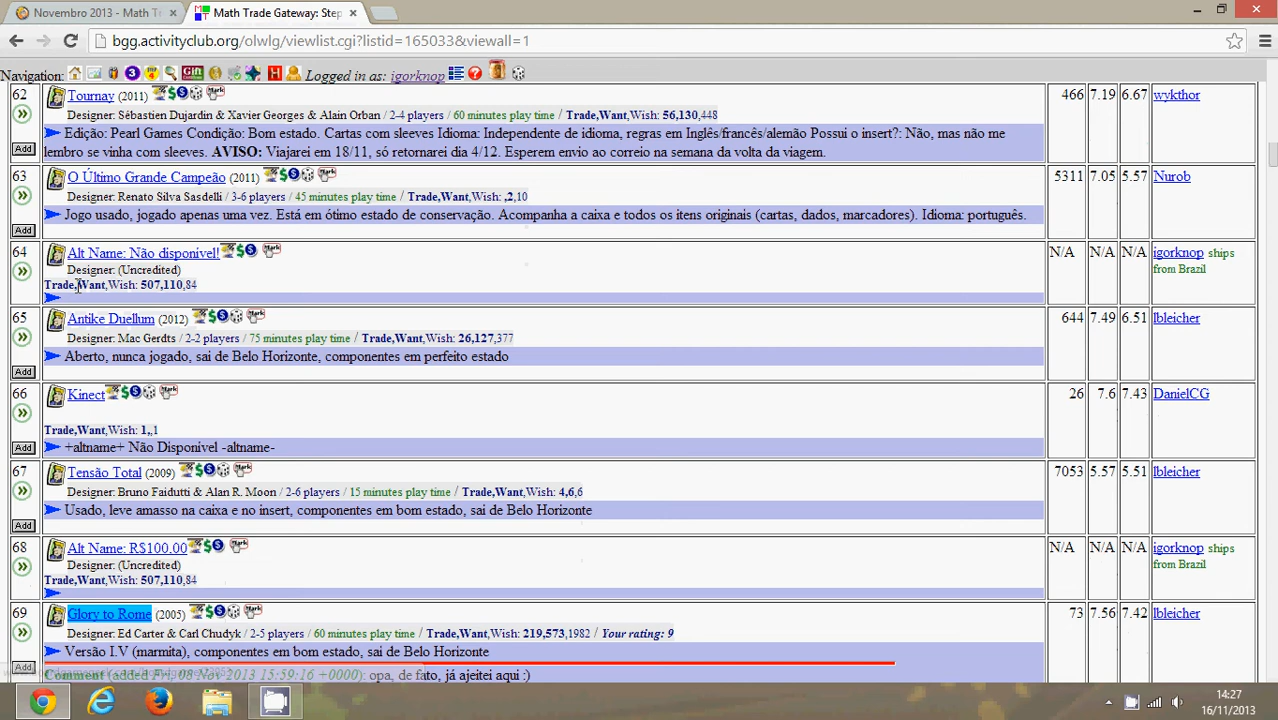 Novembro 2013 - Math Tr
Math Trade Gateway: Step
bgg.activityclub.org/olwlg/viewlist.cgi?listid=165033&viewall=1
Navigation: Logged in as: igorknop
62 Tournay (2011) 466 7.19 6.67 wykthor
Designer: Sébastien Dujardin & Xavier Georges & Alain Orban / 2-4 players / 60 minutes play time / Trade,Want,Wish: 56,130,448
Edição: Pearl Games Condição: Bom estado. Cartas com sleeves Idioma: Independente de idioma, regras em Inglês/francês/alemão Possui o insert?: Não, mas não me
Add lembro se vinha com sleeves. AVISO: Viajarei em 18/11, só retornarei dia 4/12. Esperem envio ao correio na semana da volta da viagem.
63 O Último Grande Campeão (2011) 5311 7.05 5.57 Nurob
Designer: Renato Silva Sasdelli / 3-6 players / 45 minutes play time / Trade,Want,Wish: ,2,10
Jogo usado, jogado apenas uma vez. Está em ótimo estado de conservação. Acompanha a caixa e todos os itens originais (cartas, dados, marcadores). Idioma: português.
Add
64 Alt Name: Não disponivel! N/A N/A N/A igorknop ships from Brazil
Designer: (Uncredited)
Trade,Want,Wish: 507,110,84
65 Antike Duellum (2012) 644 7.49 6.51 lbleicher
Designer: Mac Gerdts / 2-2 players / 75 minutes play time / Trade,Want,Wish: 26,127,377
Aberto, nunca jogado, sai de Belo Horizonte, componentes em perfeito estado
Add
66 Kinect 26 7.6 7.43 DanielCG
Trade,Want,Wish: 1,,1
Add +altname+ Não Disponivel -altname-
67 Tensão Total (2009) 7053 5.57 5.51 lbleicher
Designer: Bruno Faidutti & Alan R. Moon / 2-6 players / 15 minutes play time / Trade,Want,Wish: 4,6,6
Usado, leve amasso na caixa e no insert, componentes em bom estado, sai de Belo Horizonte
Add
68 Alt Name: R$100,00 N/A N/A N/A igorknop ships from Brazil
Designer: (Uncredited)
Trade,Want,Wish: 507,110,84
69 Glory to Rome (2005) 73 7.56 7.42 lbleicher
Designer: Ed Carter & Carl Chudyk / 2-5 players / 60 minutes play time / Trade,Want,Wish: 219,573,1982 / Your rating: 9
Versão I.V (marmita), componentes em bom estado, sai de Belo Horizonte
Add
Comment (added Fri, 08 Nov 2013 15:59:16 +0000): opa, de fato, já ajeitei aqui :)
14:27
16/11/2013